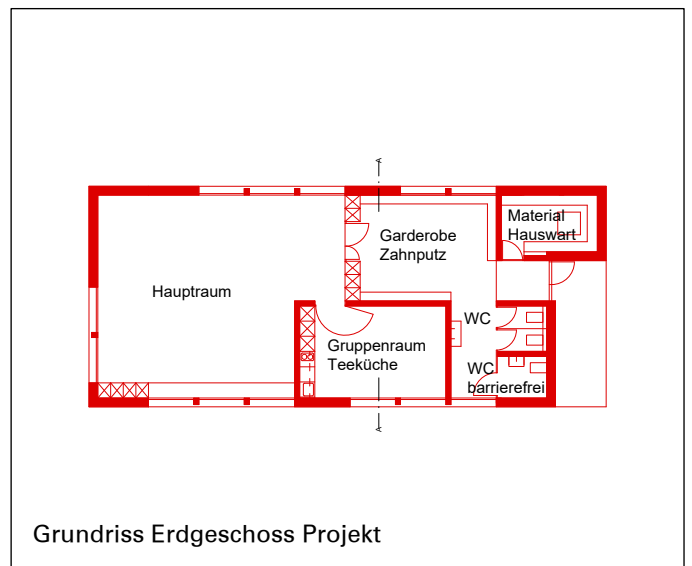 A
Material
Hauswart
Garderobe
Zahnputz
Hauptraum
WC
Gruppenraum
Teeküche
WC
barrierefrei
A
Grundriss Erdgeschoss Projekt